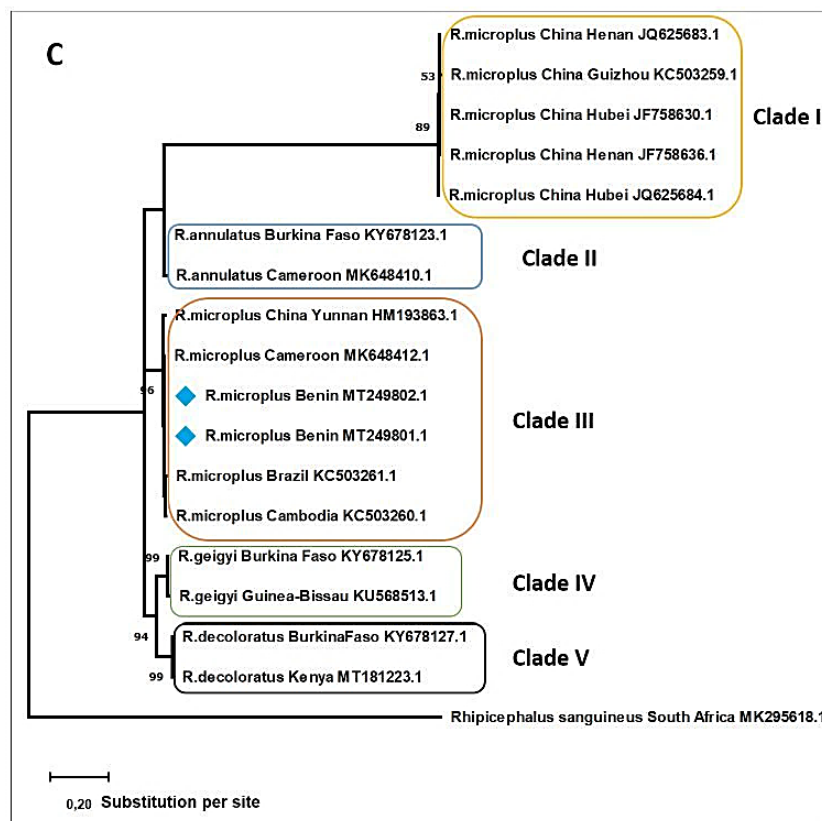 C
R.microplus China Henan JQ625683.1
53
R.microplus China Guizhou KC503259.1
R.microplus China Hubei JF758630.1
Clade I
89
R.microplus China Henan JF758636.1
R.microplus China Hubei JQ625684.1
R.annulatus Burkina Faso KY678123.1
Clade II
R.annulatus Cameroon MK648410.1
R.microplus China Yunnan HM193863.1
R.microplus Cameroon MK648412.1
96
R.microplus Benin MT249802.1
Clade III
R.microplus Benin MT249801.1
R.microplus Brazil KC503261.1
R.microplus Cambodia KC503260.1
99
R.geigyi Burkina Faso KY678125.1
Clade IV
R.geigyi Guinea-Bissau KU568513.1
94
R.decoloratus BurkinaFaso KY678127.1
Clade V
99
R.decoloratus Kenya MT181223.1
Rhipicephalus sanguineus South Africa MK295618.1
0,20 Substitution per site